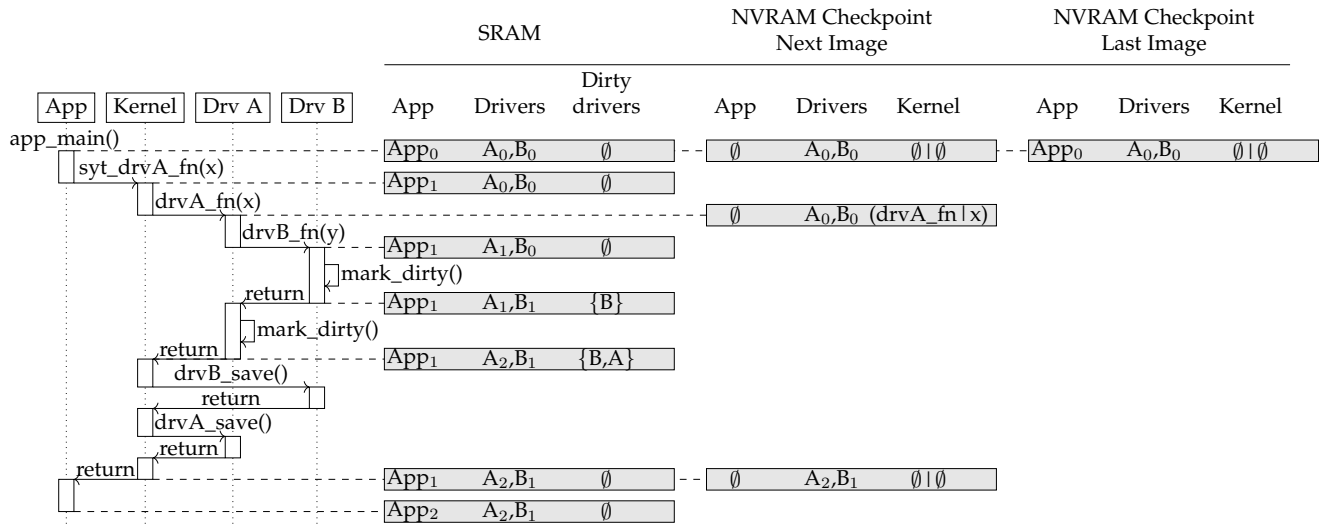 SRAM
NVRAM Checkpoint
Next Image
NVRAM Checkpoint
Last Image
App Kernel Drv A Drv B
App Drivers Dirty drivers
App Drivers Kernel
App Drivers Kernel
app_main()
App₀ A₀,B₀ ∅ ∅ A₀,B₀ ∅|∅ App₀ A₀,B₀ ∅|∅
syt_drvA_fn(x)
App₁ A₀,B₀ ∅
drvA_fn(x)
∅ A₀,B₀ (drvA_fn|x)
drvB_fn(y)
App₁ A₁,B₀ ∅
mark_dirty()
return
App₁ A₁,B₁ {B}
mark_dirty()
return
App₁ A₂,B₁ {B,A}
drvB_save()
return
drvA_save()
return
return
App₁ A₂,B₁ ∅ ∅ A₂,B₁ ∅|∅
App₂ A₂,B₁ ∅